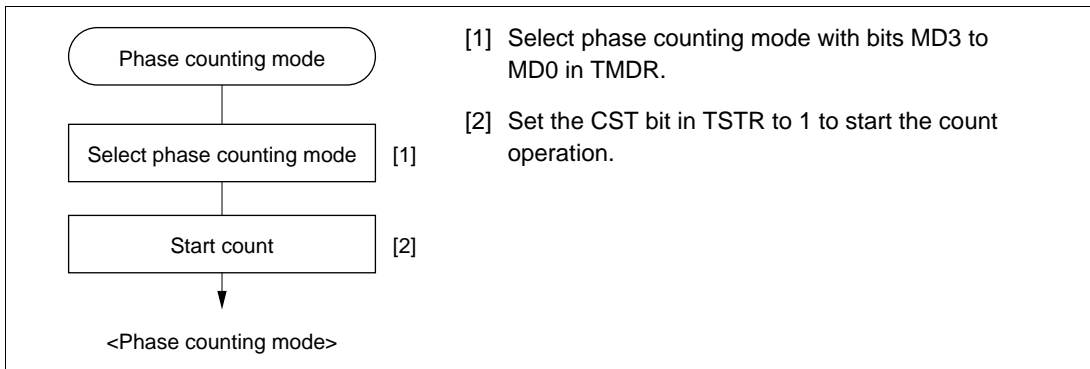 Phase counting mode
Select phase counting mode [1]
Start count [2]
<Phase counting mode>
[1] Select phase counting mode with bits MD3 to
MD0 in TMDR.
[2] Set the CST bit in TSTR to 1 to start the count
operation.